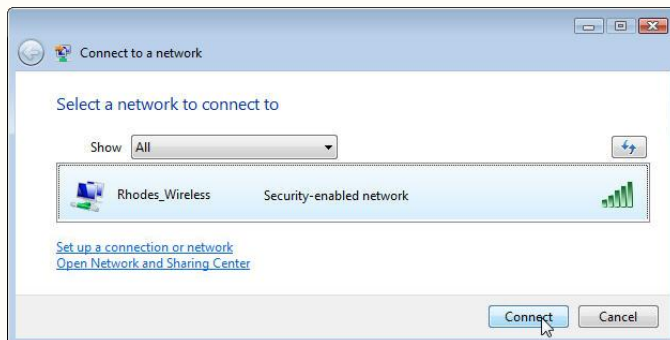 Connect to a network
Select a network to connect to
Show All
Rhodes_Wireless Security-enabled network
Set up a connection or network
Open Network and Sharing Center
Connect Cancel